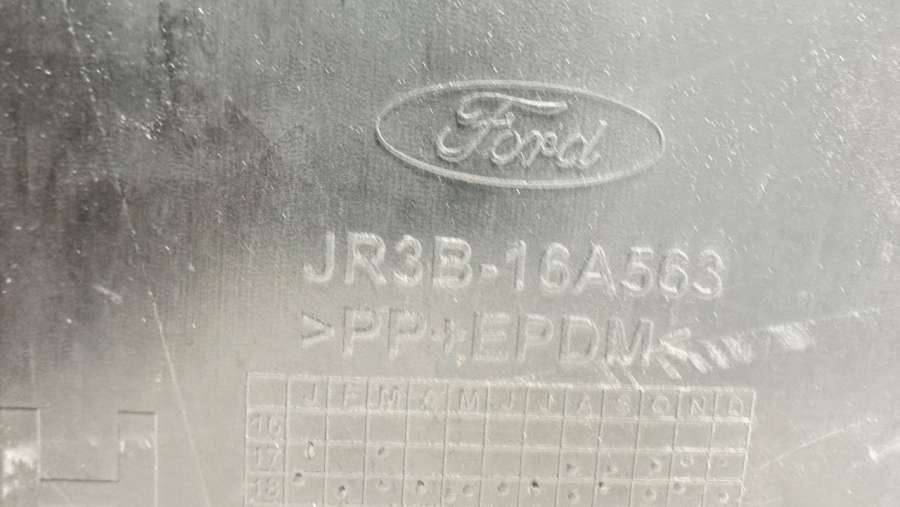 Ford
JR3B-16A563
>PP+EPDM<
J F M A M J J A S O N D
16
17
18